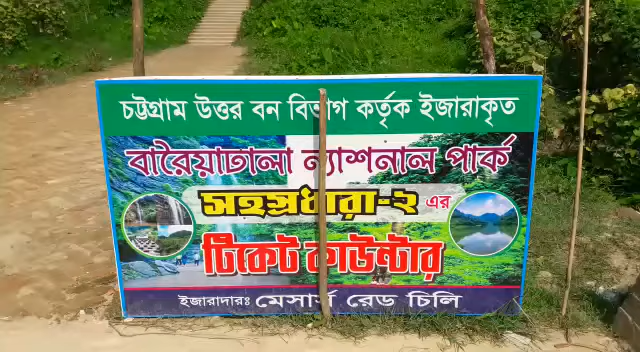 চট্টগ্রাম উত্তর বন বিভাগ কর্তৃক ইজারাকৃত
বারৈয়াঢালা ন্যাশনাল পার্ক
সহস্রধারা-২ এর
টিকেট কাউন্টার
ইজারাদারঃ মেসার্স রেড চিলি